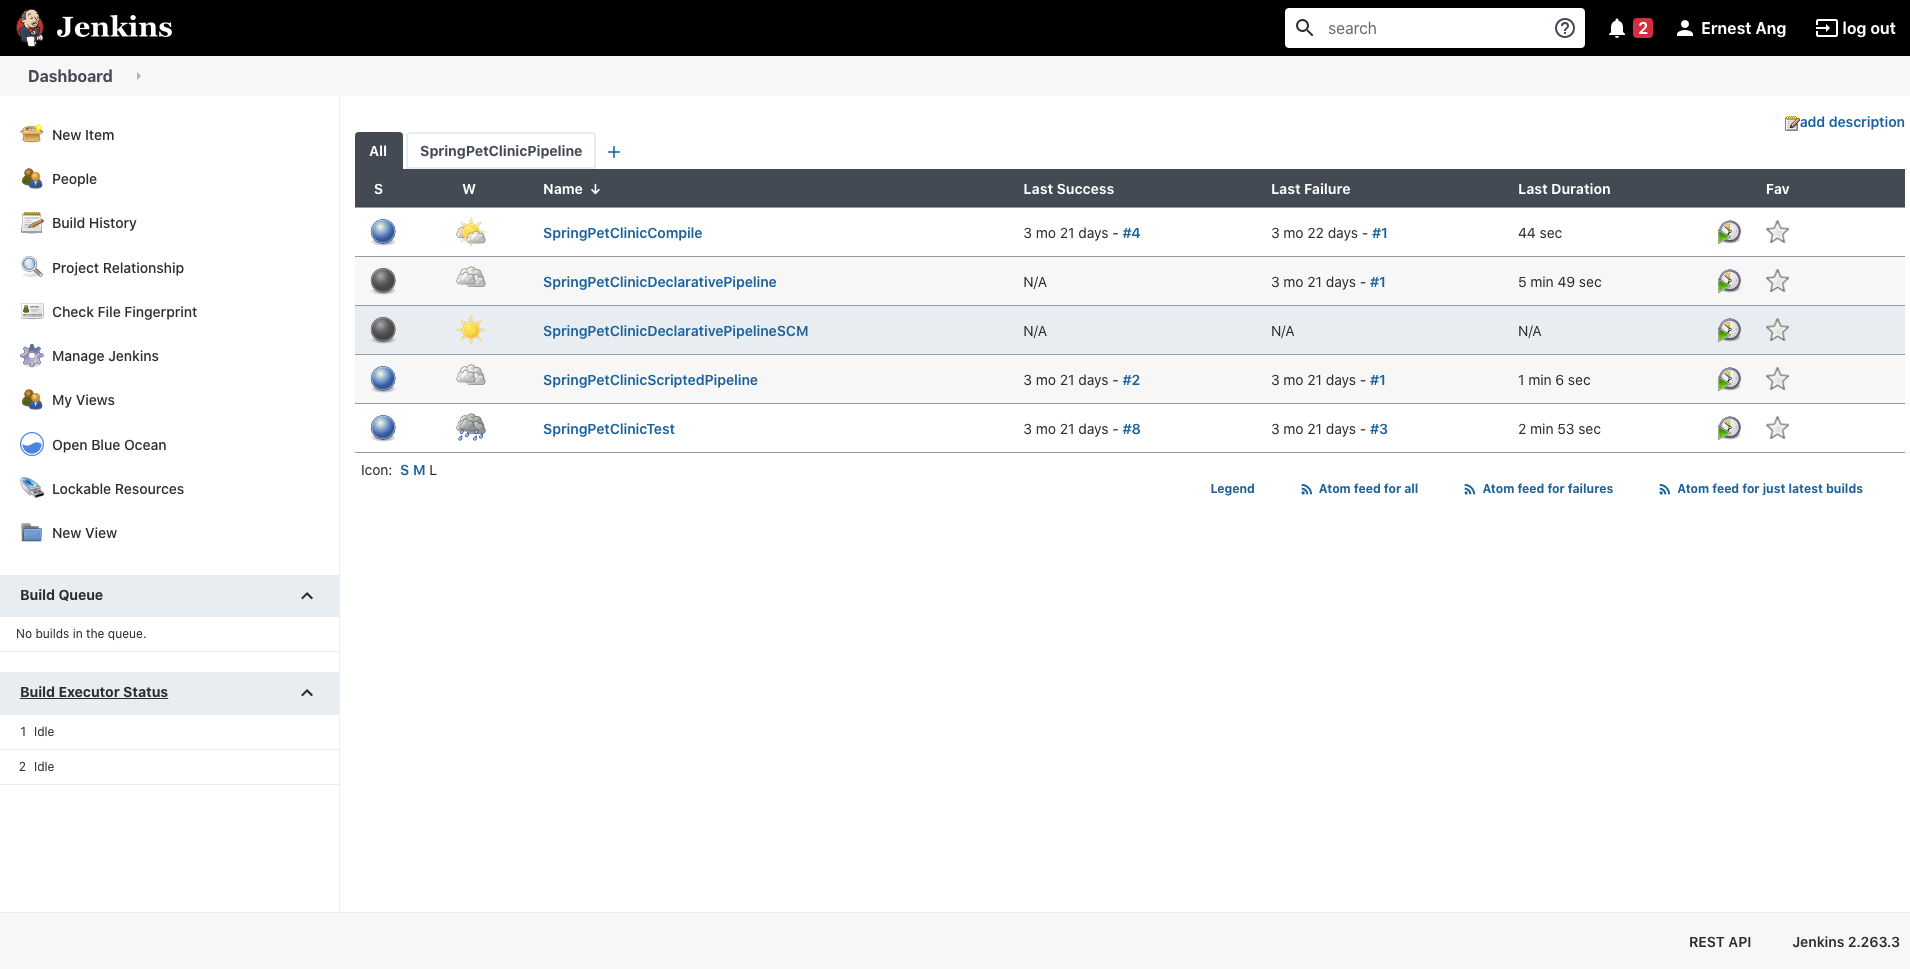 Jenkins
search
2
Ernest Ang
log out
Dashboard
New Item
People
Build History
Project Relationship
Check File Fingerprint
Manage Jenkins
My Views
Open Blue Ocean
Lockable Resources
New View
Build Queue
No builds in the queue.
Build Executor Status
1 Idle
2 Idle
add description
All SpringPetClinicPipeline +
S W Name ↓ Last Success Last Failure Last Duration Fav
SpringPetClinicCompile 3 mo 21 days - #4 3 mo 22 days - #1 44 sec
SpringPetClinicDeclarativePipeline N/A 3 mo 21 days - #1 5 min 49 sec
SpringPetClinicDeclarativePipelineSCM N/A N/A N/A
SpringPetClinicScriptedPipeline 3 mo 21 days - #2 3 mo 21 days - #1 1 min 6 sec
SpringPetClinicTest 3 mo 21 days - #8 3 mo 21 days - #3 2 min 53 sec
Icon: S M L
Legend Atom feed for all Atom feed for failures Atom feed for just latest builds
REST API Jenkins 2.263.3